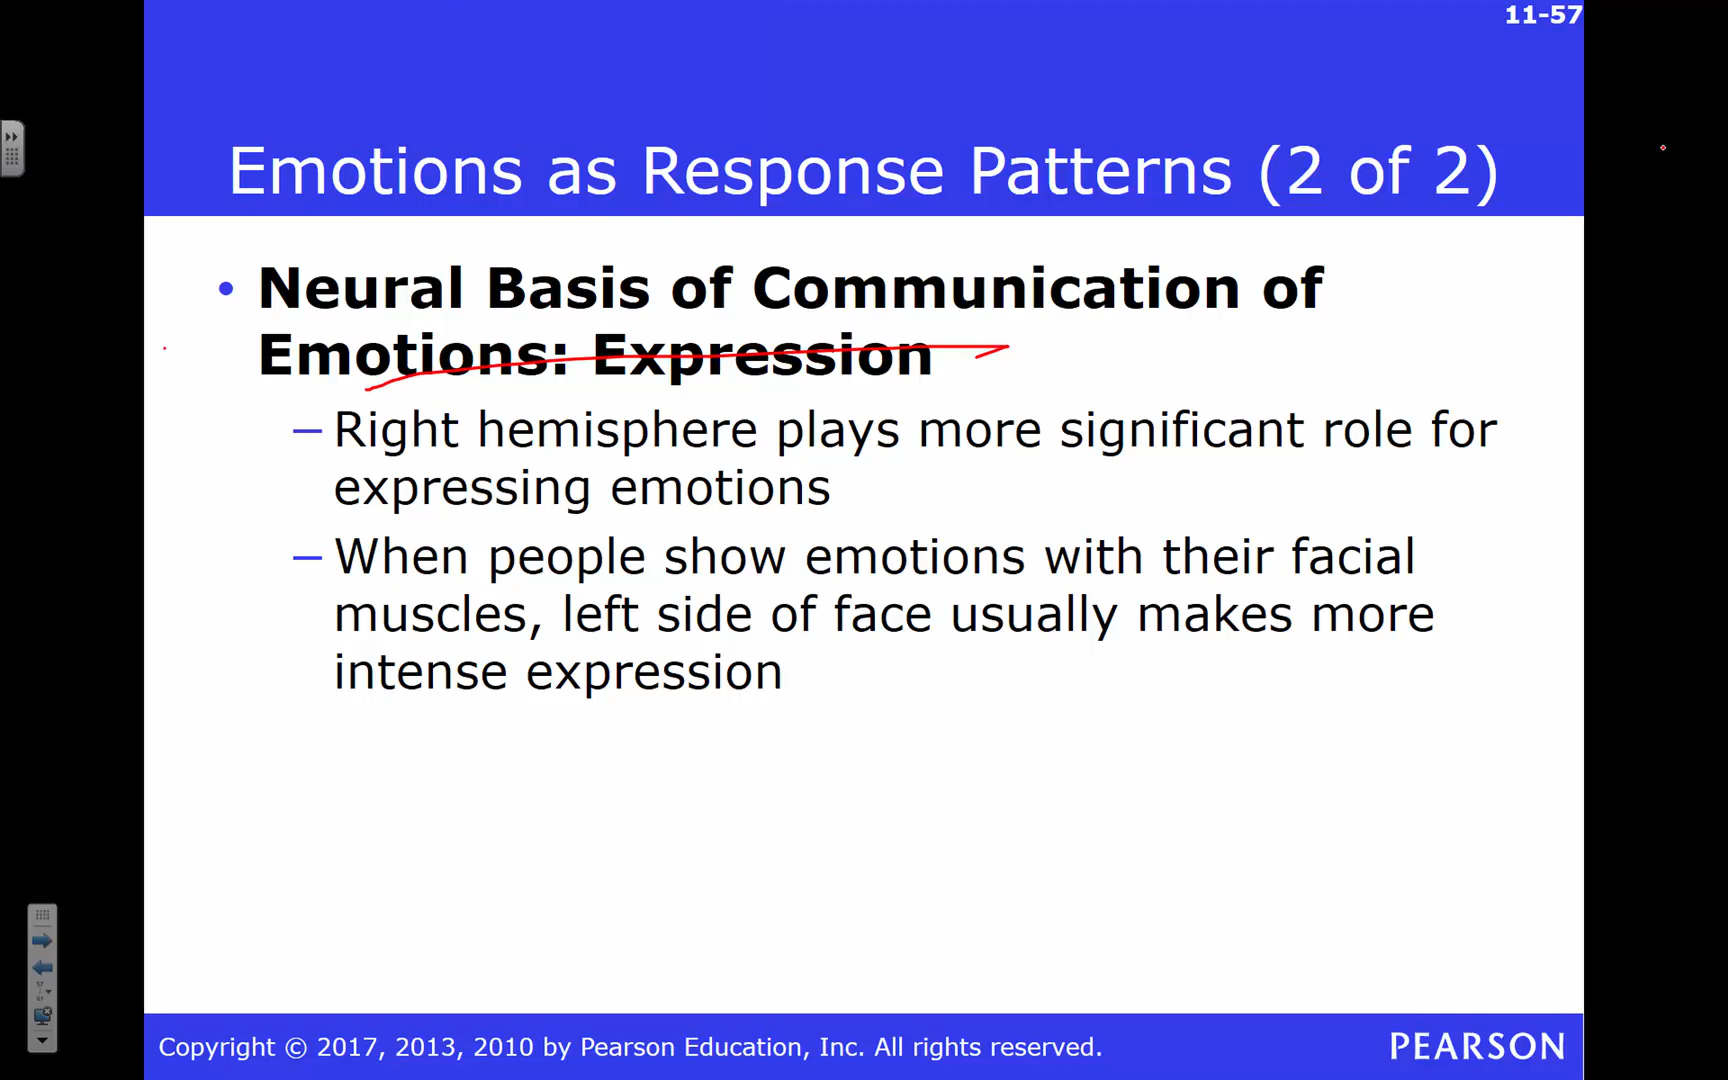 11-57
Emotions as Response Patterns (2 of 2)
• Neural Basis of Communication of
Emotions: Expression
– Right hemisphere plays more significant role for
expressing emotions
– When people show emotions with their facial
muscles, left side of face usually makes more
intense expression
Copyright © 2017, 2013, 2010 by Pearson Education, Inc. All rights reserved.
PEARSON